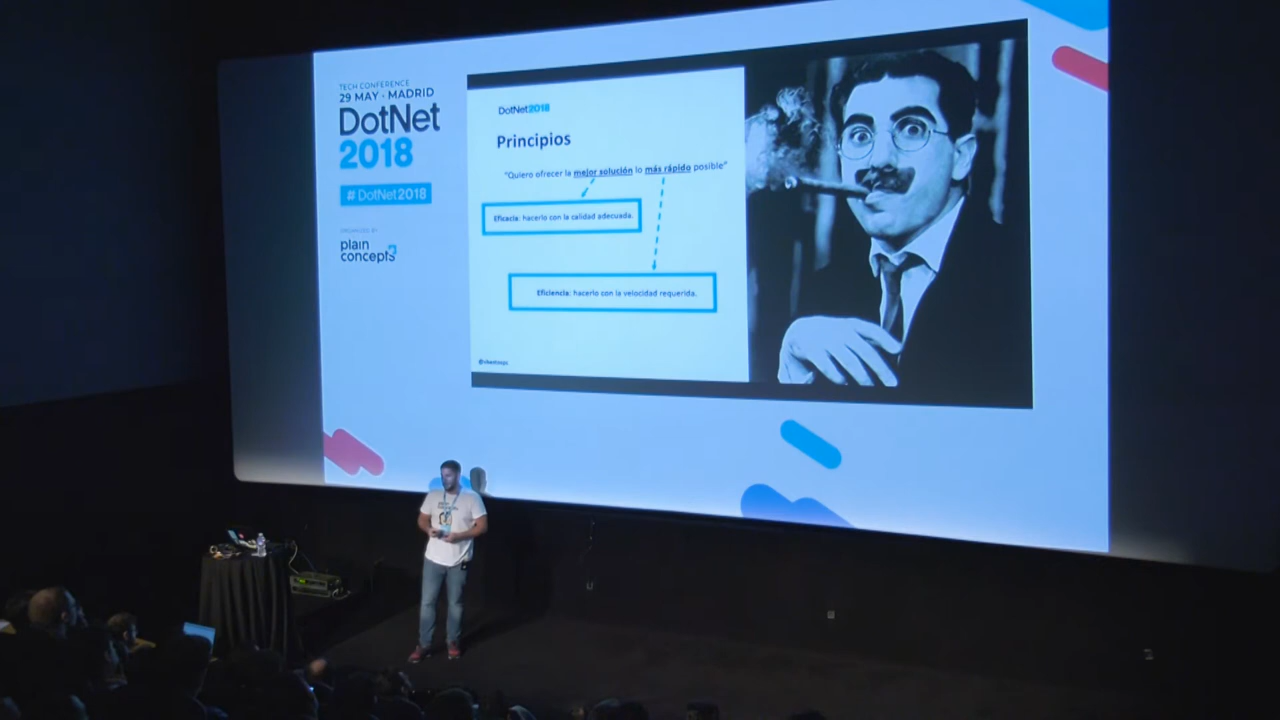 TECH CONFERENCE
29 MAY · MADRID
DotNet
2018
#DotNet2018
ORGANIZED BY
plain
concepts
DotNet2018
Principios
"Quiero ofrecer la mejor solución lo más rápido posible"
Eficacia: hacerlo con la calidad adecuada.
Eficiencia: hacerlo con la velocidad requerida.